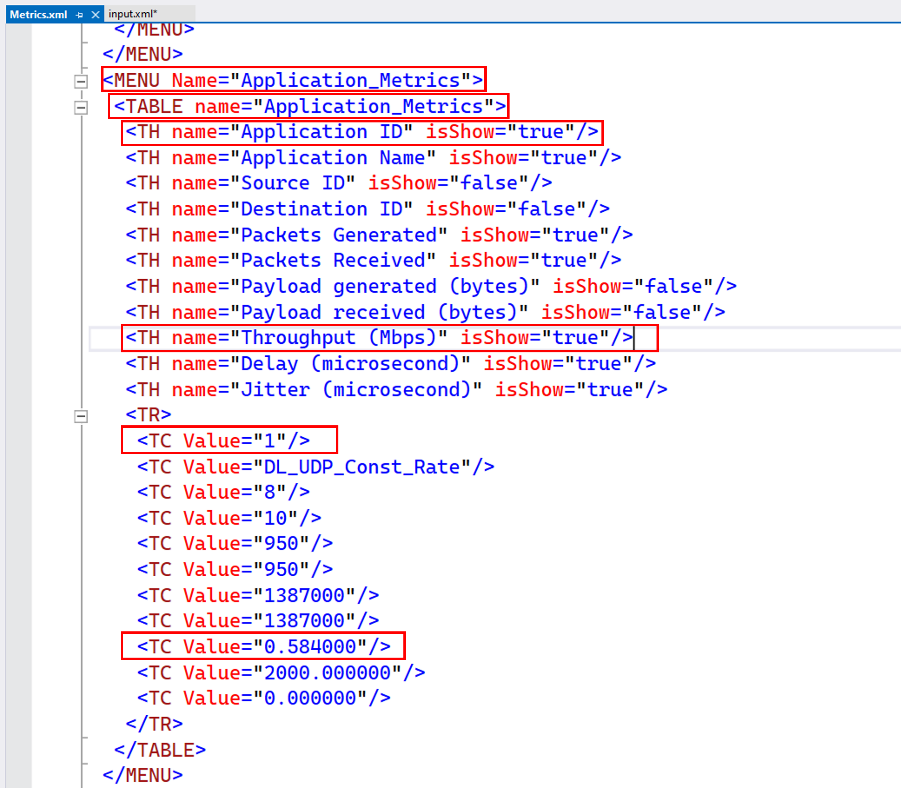 Metrics.xml input.xml*
</MENU>
</MENU>
<MENU Name="Application_Metrics">
<TABLE name="Application_Metrics">
<TH name="Application ID" isShow="true"/>
<TH name="Application Name" isShow="true"/>
<TH name="Source ID" isShow="false"/>
<TH name="Destination ID" isShow="false"/>
<TH name="Packets Generated" isShow="true"/>
<TH name="Packets Received" isShow="true"/>
<TH name="Payload generated (bytes)" isShow="false"/>
<TH name="Payload received (bytes)" isShow="false"/>
<TH name="Throughput (Mbps)" isShow="true"/>
<TH name="Delay (microsecond)" isShow="true"/>
<TH name="Jitter (microsecond)" isShow="true"/>
<TR>
<TC Value="1"/>
<TC Value="DL_UDP_Const_Rate"/>
<TC Value="8"/>
<TC Value="10"/>
<TC Value="950"/>
<TC Value="950"/>
<TC Value="1387000"/>
<TC Value="1387000"/>
<TC Value="0.584000"/>
<TC Value="2000.000000"/>
<TC Value="0.000000"/>
</TR>
</TABLE>
</MENU>